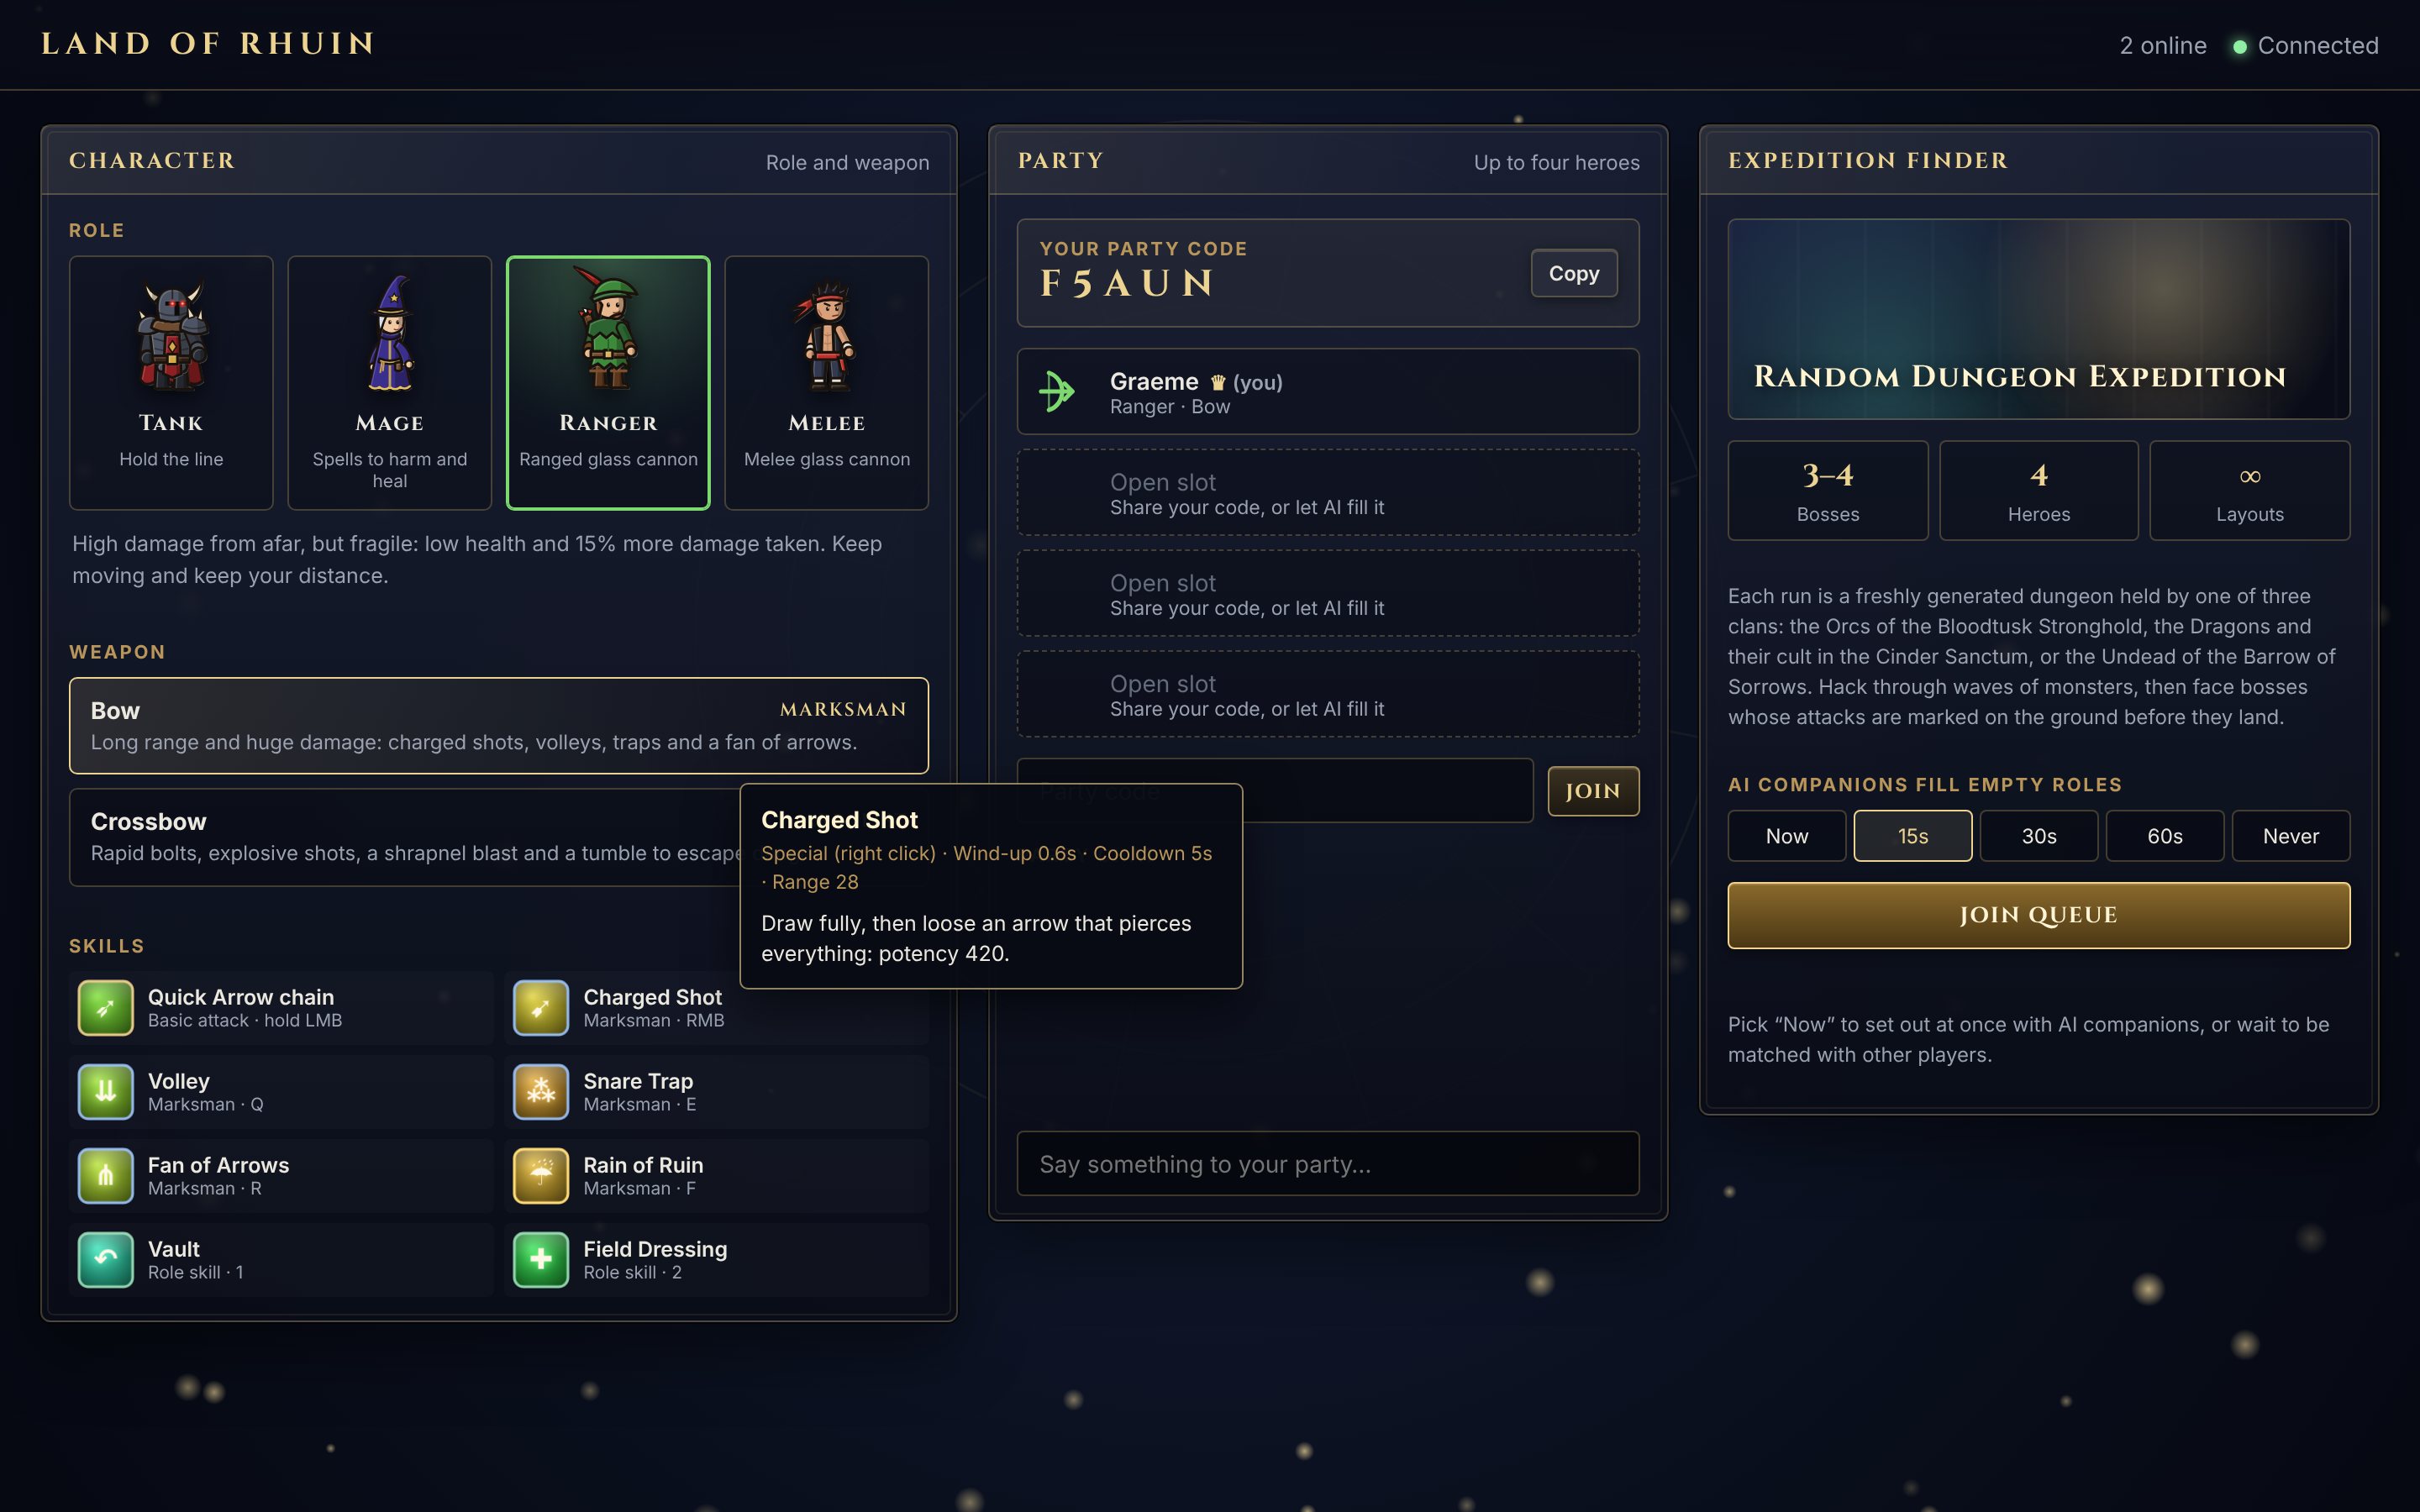 LAND OF RHUIN
2 online Connected
CHARACTER
Role and weapon
ROLE
TANK
Hold the line
MAGE
Spells to harm and
heal
RANGER
Ranged glass cannon
MELEE
Melee glass cannon
High damage from afar, but fragile: low health and 15% more damage taken. Keep
moving and keep your distance.
WEAPON
Bow
MARKSMAN
Long range and huge damage: charged shots, volleys, traps and a fan of arrows.
Crossbow
Rapid bolts, explosive shots, a shrapnel blast and a tumble to escape
Charged Shot
Special (right click) · Wind-up 0.6s · Cooldown 5s
· Range 28
Draw fully, then loose an arrow that pierces
everything: potency 420.
SKILLS
Quick Arrow chain
Basic attack · hold LMB
Charged Shot
Marksman · RMB
Volley
Marksman · Q
Snare Trap
Marksman · E
Fan of Arrows
Marksman · R
Rain of Ruin
Marksman · F
Vault
Role skill · 1
Field Dressing
Role skill · 2
PARTY
Up to four heroes
YOUR PARTY CODE
F5AUN
Copy
Graeme (you)
Ranger · Bow
Open slot
Share your code, or let AI fill it
Open slot
Share your code, or let AI fill it
Open slot
Share your code, or let AI fill it
Party code
JOIN
Say something to your party...
EXPEDITION FINDER
RANDOM DUNGEON EXPEDITION
3–4
Bosses
4
Heroes
∞
Layouts
Each run is a freshly generated dungeon held by one of three
clans: the Orcs of the Bloodtusk Stronghold, the Dragons and
their cult in the Cinder Sanctum, or the Undead of the Barrow of
Sorrows. Hack through waves of monsters, then face bosses
whose attacks are marked on the ground before they land.
AI COMPANIONS FILL EMPTY ROLES
Now
15s
30s
60s
Never
JOIN QUEUE
Pick “Now” to set out at once with AI companions, or wait to be
matched with other players.